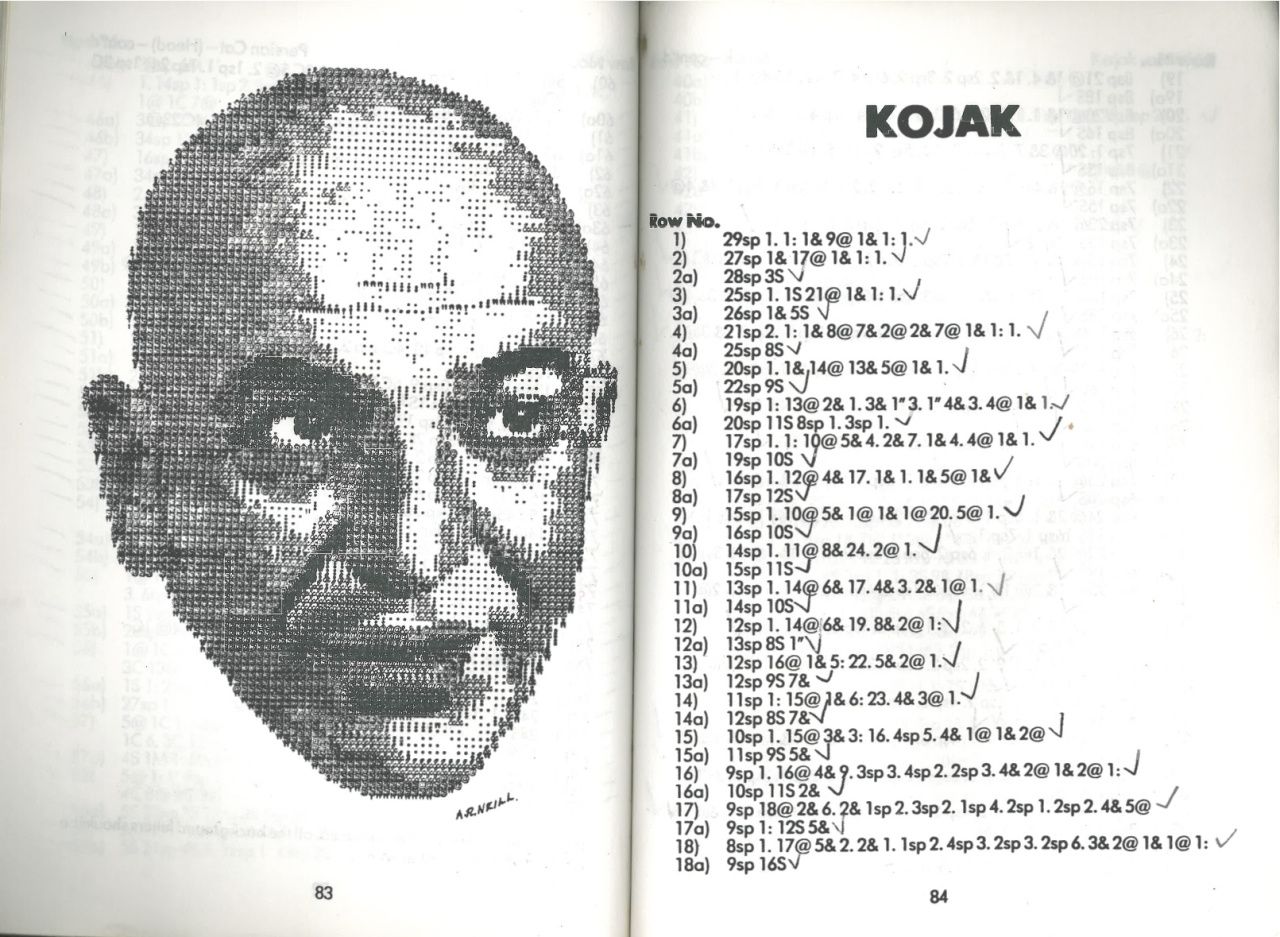 A.R.NEILL.
83
KOJAK
Row No.
1) 29sp 1. 1: 1& 9@ 1& 1: 1.
2) 27sp 1& 17@ 1& 1: 1.
2a) 28sp 3S
3) 25sp 1. 1S 21@ 1& 1: 1.
3a) 26sp 1& 5S
4) 21sp 2. 1: 1& 8@ 7& 2@ 2& 7@ 1& 1: 1.
4a) 25sp 8S
5) 20sp 1. 1& 14@ 13& 5@ 1& 1.
5a) 22sp 9S
6) 19sp 1: 13@ 2& 1. 3& 1" 3. 1" 4& 3. 4@ 1& 1.
6a) 20sp 11S 8sp 1. 3sp 1.
7) 17sp 1. 1: 10@ 5& 4. 2& 7. 1& 4. 4@ 1& 1.
7a) 19sp 10S
8) 16sp 1. 12@ 4& 17. 1& 1. 1& 5@ 1&
8a) 17sp 12S
9) 15sp 1. 10@ 5& 1@ 1& 1@ 20. 5@ 1.
9a) 16sp 10S
10) 14sp 1. 11@ 8& 24. 2@ 1.
10a) 15sp 11S
11) 13sp 1. 14@ 6& 17. 4& 3. 2& 1@ 1.
11a) 14sp 10S
12) 12sp 1. 14@ 6& 19. 8& 2@ 1:
12a) 13sp 8S 1"
13) 12sp 16@ 1& 5: 22. 5& 2@ 1.
13a) 12sp 9S 7&
14) 11sp 1: 15@ 1& 6: 23. 4& 3@ 1.
14a) 12sp 8S 7&
15) 10sp 1. 15@ 3& 3: 16. 4sp 5. 4& 1@ 1& 2@
15a) 11sp 9S 5&
16) 9sp 1. 16@ 4& 9. 3sp 3. 4sp 2. 2sp 3. 4& 2@ 1& 2@ 1:
16a) 10sp 11S 2&
17) 9sp 18@ 2& 6. 2& 1sp 2. 3sp 2. 1sp 4. 2sp 1. 2sp 2. 4& 5@
17a) 9sp 1: 12S 5&
18) 8sp 1. 17@ 5& 2. 2& 1. 1sp 2. 4sp 3. 2sp 3. 2sp 6. 3& 2@ 1& 1@ 1:
18a) 9sp 16S
84